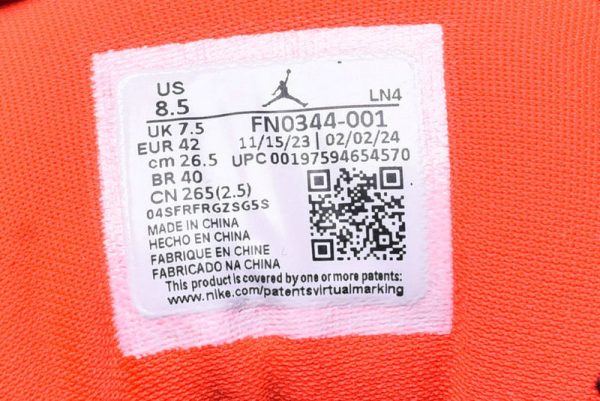 US
8.5
LN4
UK 7.5
FN0344-001
EUR 42
11/15/23 | 02/02/24
cm 26.5
UPC 00197594654570
BR 40
CN 265(2.5)
04SFRFRGZSG5S
MADE IN CHINA
HECHO EN CHINA
FABRIQUE EN CHINE
FABRICADO NA CHINA
This product is covered by one or more patents:
www.nike.com/patentsvirtualmarking